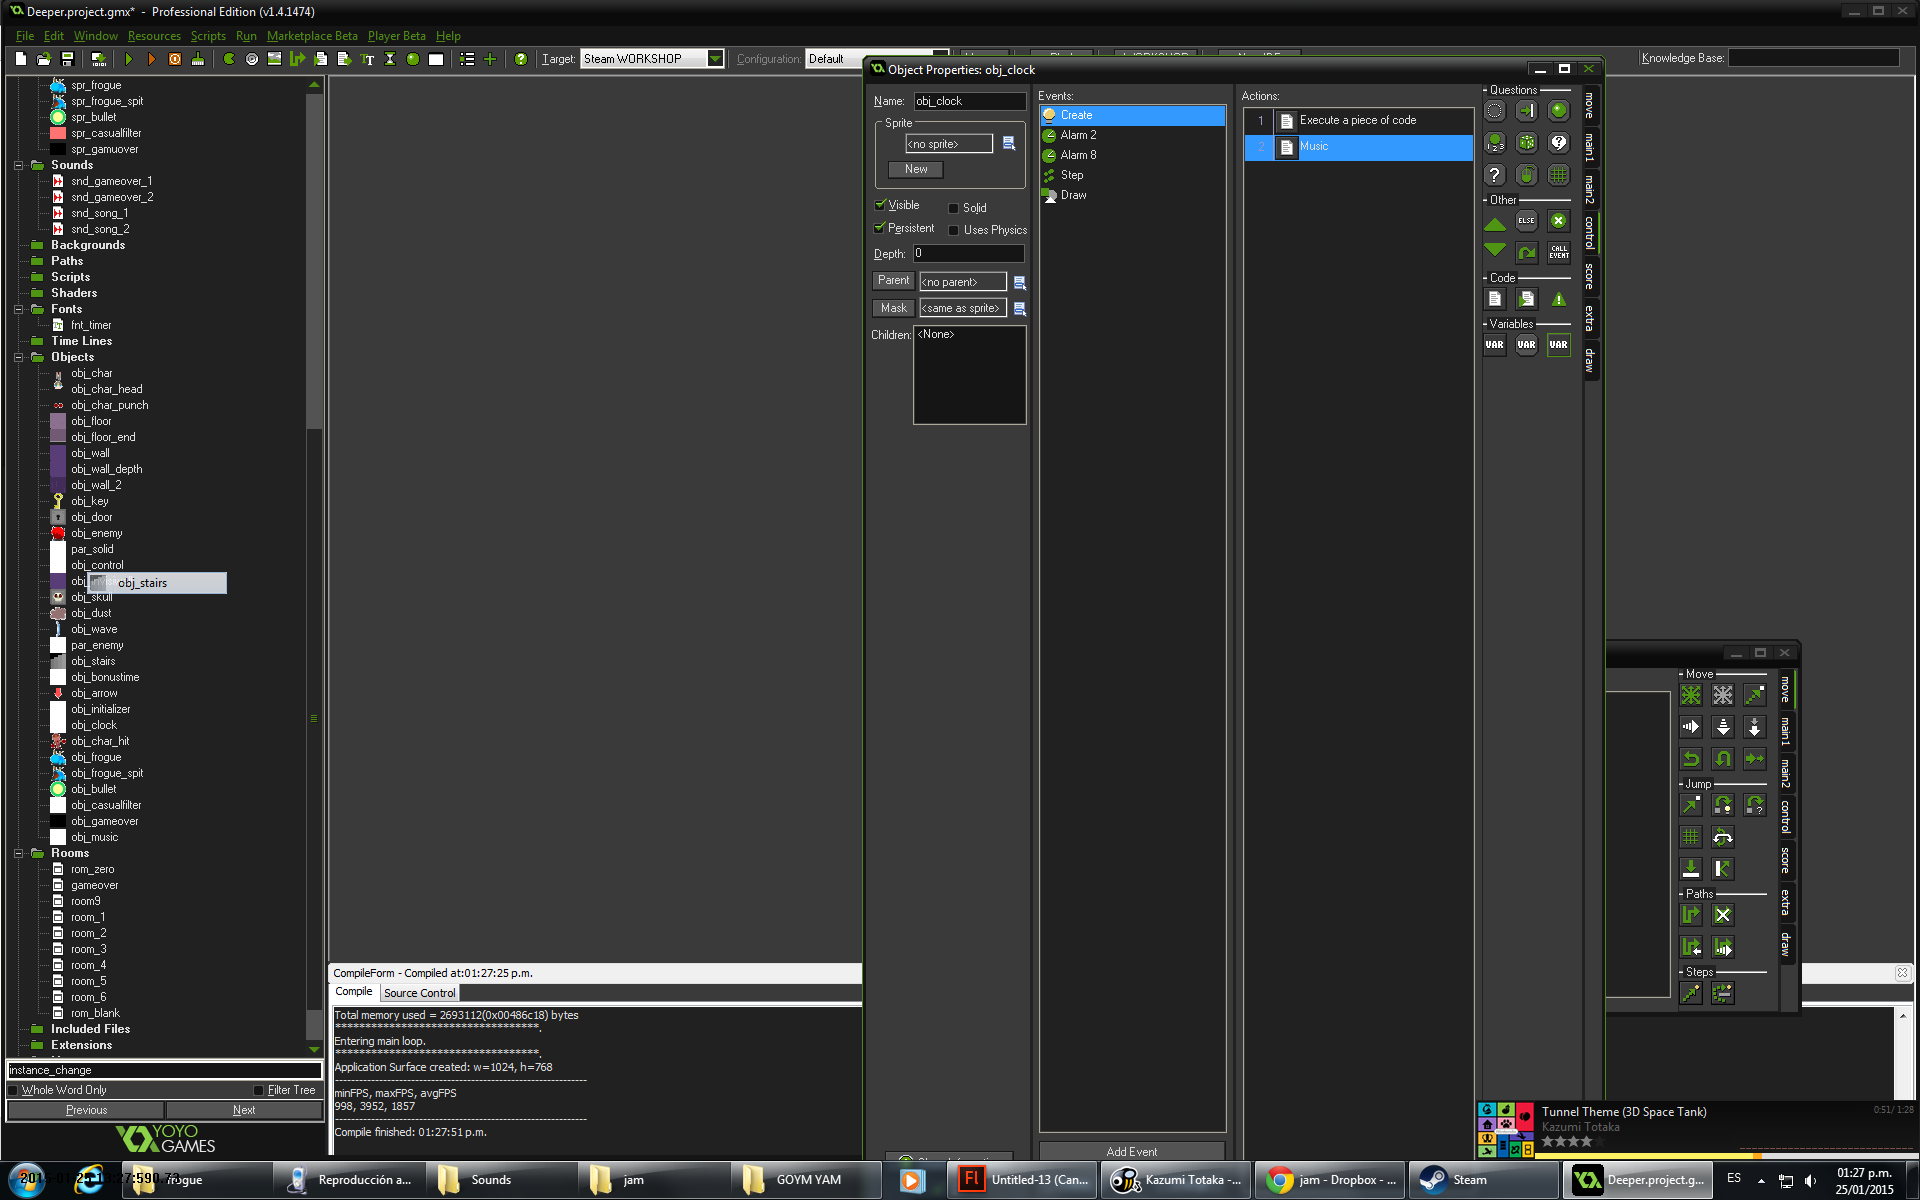 Deeper.project.gmx* - Professional Edition (v1.4.1474)
File Edit Window Resources Scripts Run Marketplace Beta Player Beta Help
Target: Steam WORKSHOP Configuration: Default Knowledge Base:
spr_frogue
spr_frogue_spit
spr_bullet
spr_casualfilter
spr_gamuover
Sounds
snd_gameover_1
snd_gameover_2
snd_song_1
snd_song_2
Backgrounds
Paths
Scripts
Shaders
Fonts
fnt_timer
Time Lines
Objects
obj_char
obj_char_head
obj_char_punch
obj_floor
obj_floor_end
obj_wall
obj_wall_depth
obj_wall_2
obj_key
obj_door
obj_enemy
par_solid
obj_control
obj_stairs
obj_skull
obj_dust
obj_wave
par_enemy
obj_stairs
obj_bonustime
obj_arrow
obj_initializer
obj_clock
obj_char_hit
obj_frogue
obj_frogue_spit
obj_bullet
obj_casualfilter
obj_gameover
obj_music
Rooms
rom_zero
gameover
room9
room_1
room_2
room_3
room_4
room_5
room_6
rom_blank
Included Files
Extensions
instance_change
Whole Word Only Filter Tree
Previous Next
YOYO
GAMES
CompileForm - Compiled at:01:27:25 p.m.
Compile Source Control
Total memory used = 2693112(0x00486c18) bytes
Entering main loop.
Application Surface created: w=1024, h=768
minFPS, maxFPS, avgFPS
998, 3952, 1857
Compile finished: 01:27:51 p.m.
Object Properties: obj_clock
Name: obj_clock
Sprite
<no sprite>
New
Visible Solid
Persistent Uses Physics
Depth: 0
Parent <no parent>
Mask <same as sprite>
Children: <None>
Events:
Create
Alarm 2
Alarm 8
Step
Draw
Add Event
Actions:
1 Execute a piece of code
2 Music
Questions
Other
ELSE
CALL EVENT
Code
Variables
VAR VAR VAR
move
main1
main2
control
score
extra
draw
Move
Jump
Paths
Steps
move
main1
main2
control
score
extra
draw
Tunnel Theme (3D Space Tank) 0:51/ 1:28
Kazumi Totaka
frogue
Reproducción a...
Sounds
jam
GOYM YAM
Untitled-13 (Can...
Kazumi Totaka -...
jam - Dropbox - ...
Steam
Deeper.project.g...
ES
01:27 p.m.
25/01/2015